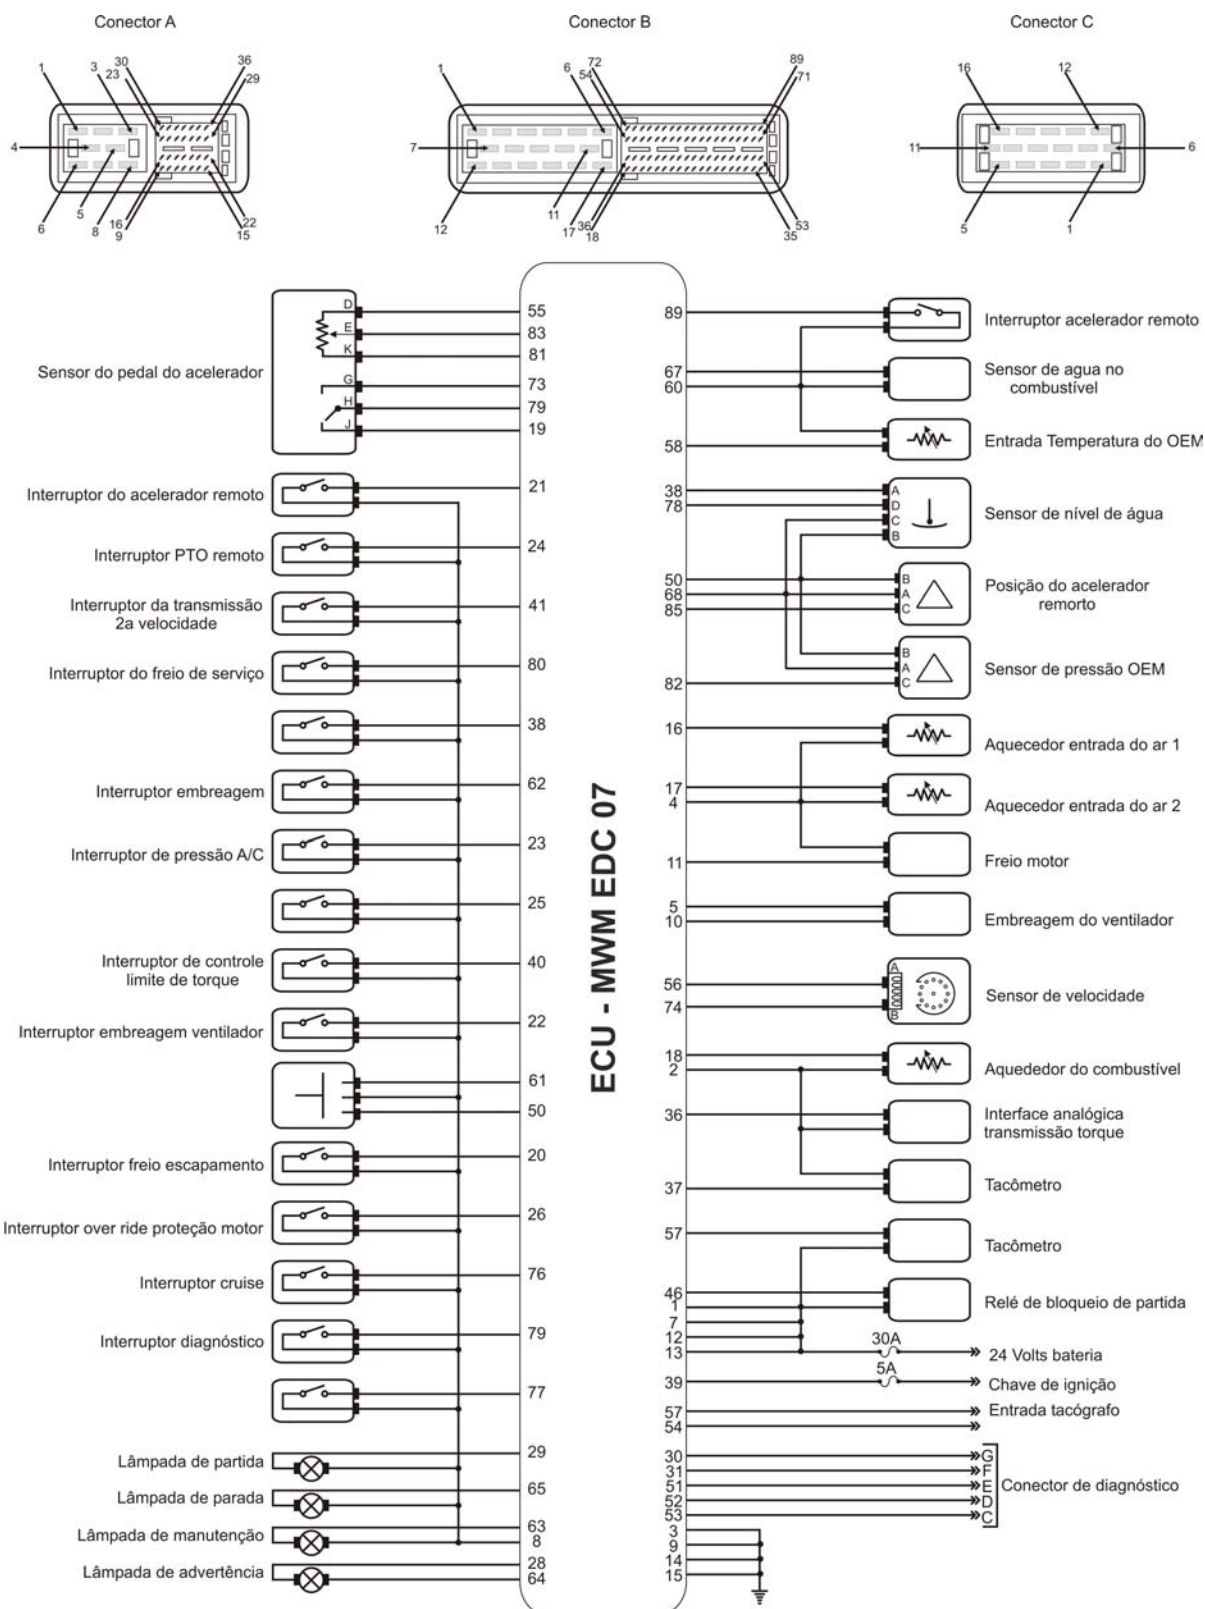 Conector A
Conector B
Conector C
1
3
30
23
36
29
4
6
5
8
16
9
22
15
1
6
72
54
89
71
7
12
11
17
36
18
53
35
16
12
11
6
5
1
Sensor do pedal do acelerador
D
55
E
83
K
81
G
73
H
79
J
19
Interruptor do acelerador remoto
21
Interruptor PTO remoto
24
Interruptor da transmissão
2a velocidade
41
Interruptor do freio de serviço
80
38
Interruptor embreagem
62
Interruptor de pressão A/C
23
25
Interruptor de controle
limite de torque
40
Interruptor embreagem ventilador
22
61
50
Interruptor freio escapamento
20
Interruptor over ride proteção motor
26
Interruptor cruise
76
Interruptor diagnóstico
79
77
Lâmpada de partida
29
Lâmpada de parada
65
Lâmpada de manutenção
63
8
Lâmpada de advertência
28
64
ECU - MWM EDC 07
89
Interruptor acelerador remoto
67
60
Sensor de agua no
combustível
58
Entrada Temperatura do OEM
38
78
A
D
C
B
Sensor de nível de água
50
68
85
B
A
C
Posição do acelerador
remorto
82
B
A
C
Sensor de pressão OEM
16
Aquecedor entrada do ar 1
17
4
Aquecedor entrada do ar 2
11
Freio motor
5
10
Embreagem do ventilador
56
74
A
B
Sensor de velocidade
18
2
Aquededor do combustível
36
Interface analógica
transmissão torque
37
Tacômetro
57
Tacômetro
46
1
Relé de bloqueio de partida
7
12
13
30A
24 Volts bateria
39
5A
Chave de ignição
57
Entrada tacógrafo
54
30
G
31
F
51
E
52
D
53
C
Conector de diagnóstico
3
9
14
15